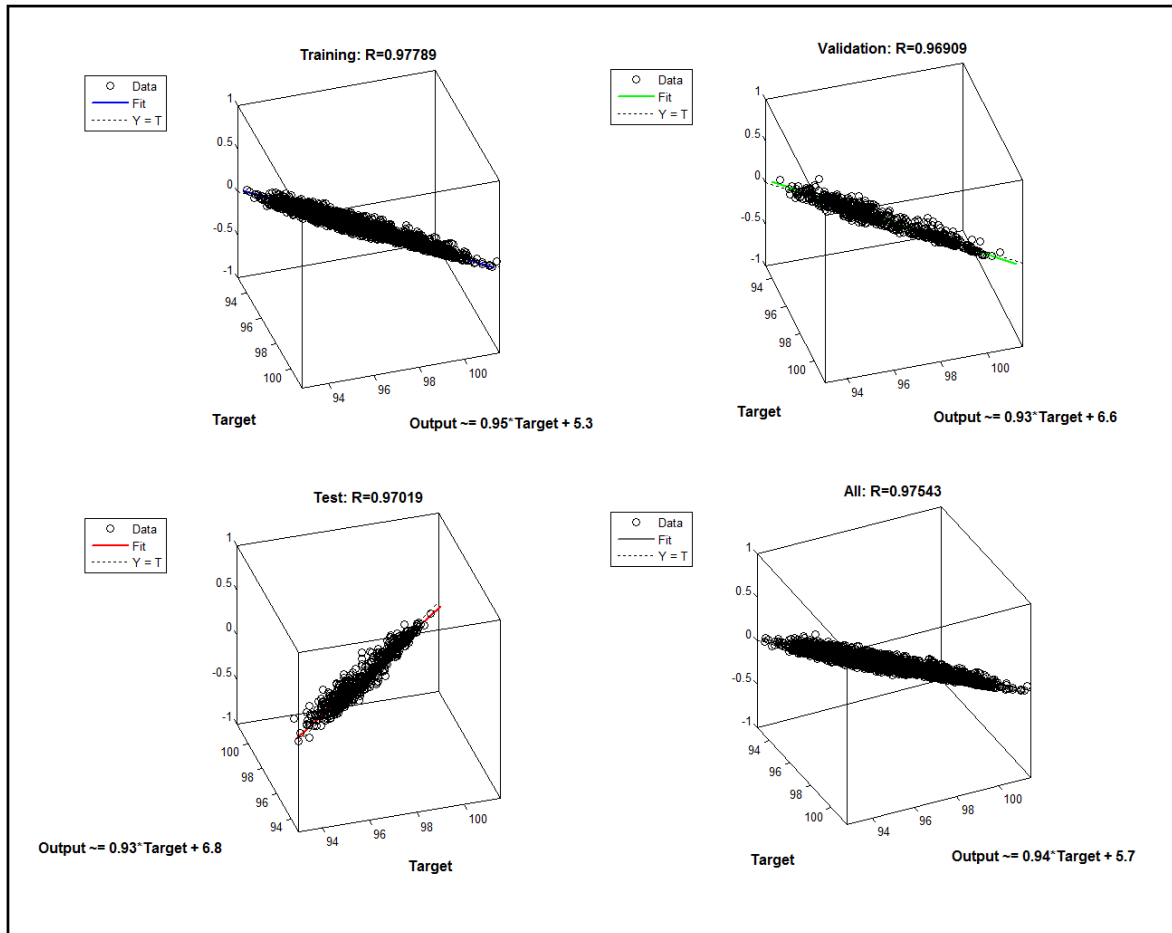 Training: R=0.97789
Data
Fit
Y = T
1
0.5
0
-0.5
-1
94
96
98
100
94
96
98
100
Target
Output ~= 0.95*Target + 5.3
Validation: R=0.96909
Data
Fit
Y = T
1
0.5
0
-0.5
-1
94
96
98
100
94
96
98
100
Target
Output ~= 0.93*Target + 6.6
Test: R=0.97019
Data
Fit
Y = T
1
0.5
0
-0.5
-1
100
98
96
94
94
96
98
100
Output ~= 0.93*Target + 6.8
Target
All: R=0.97543
Data
Fit
Y = T
1
0.5
0
-0.5
-1
94
96
98
100
94
96
98
100
Target
Output ~= 0.94*Target + 5.7